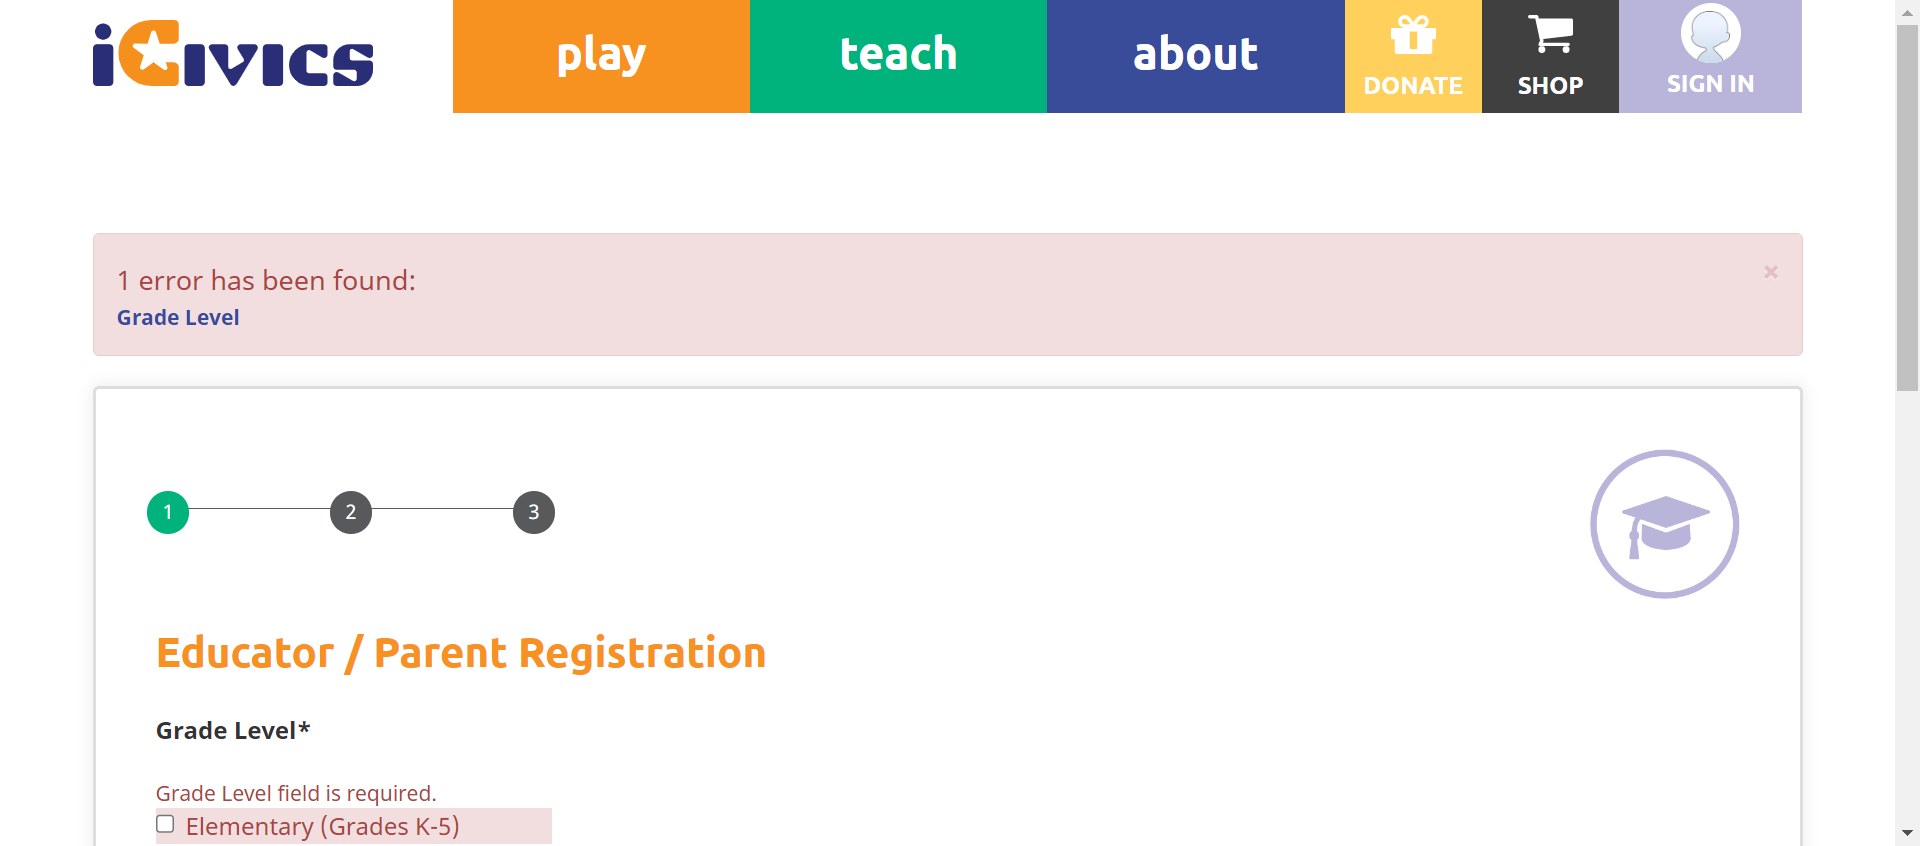 iCivics
play
teach
about
DONATE
SHOP
SIGN IN
1 error has been found:
×
Grade Level
1
2
3
Educator / Parent Registration
Grade Level*
Grade Level field is required.
Elementary (Grades K-5)